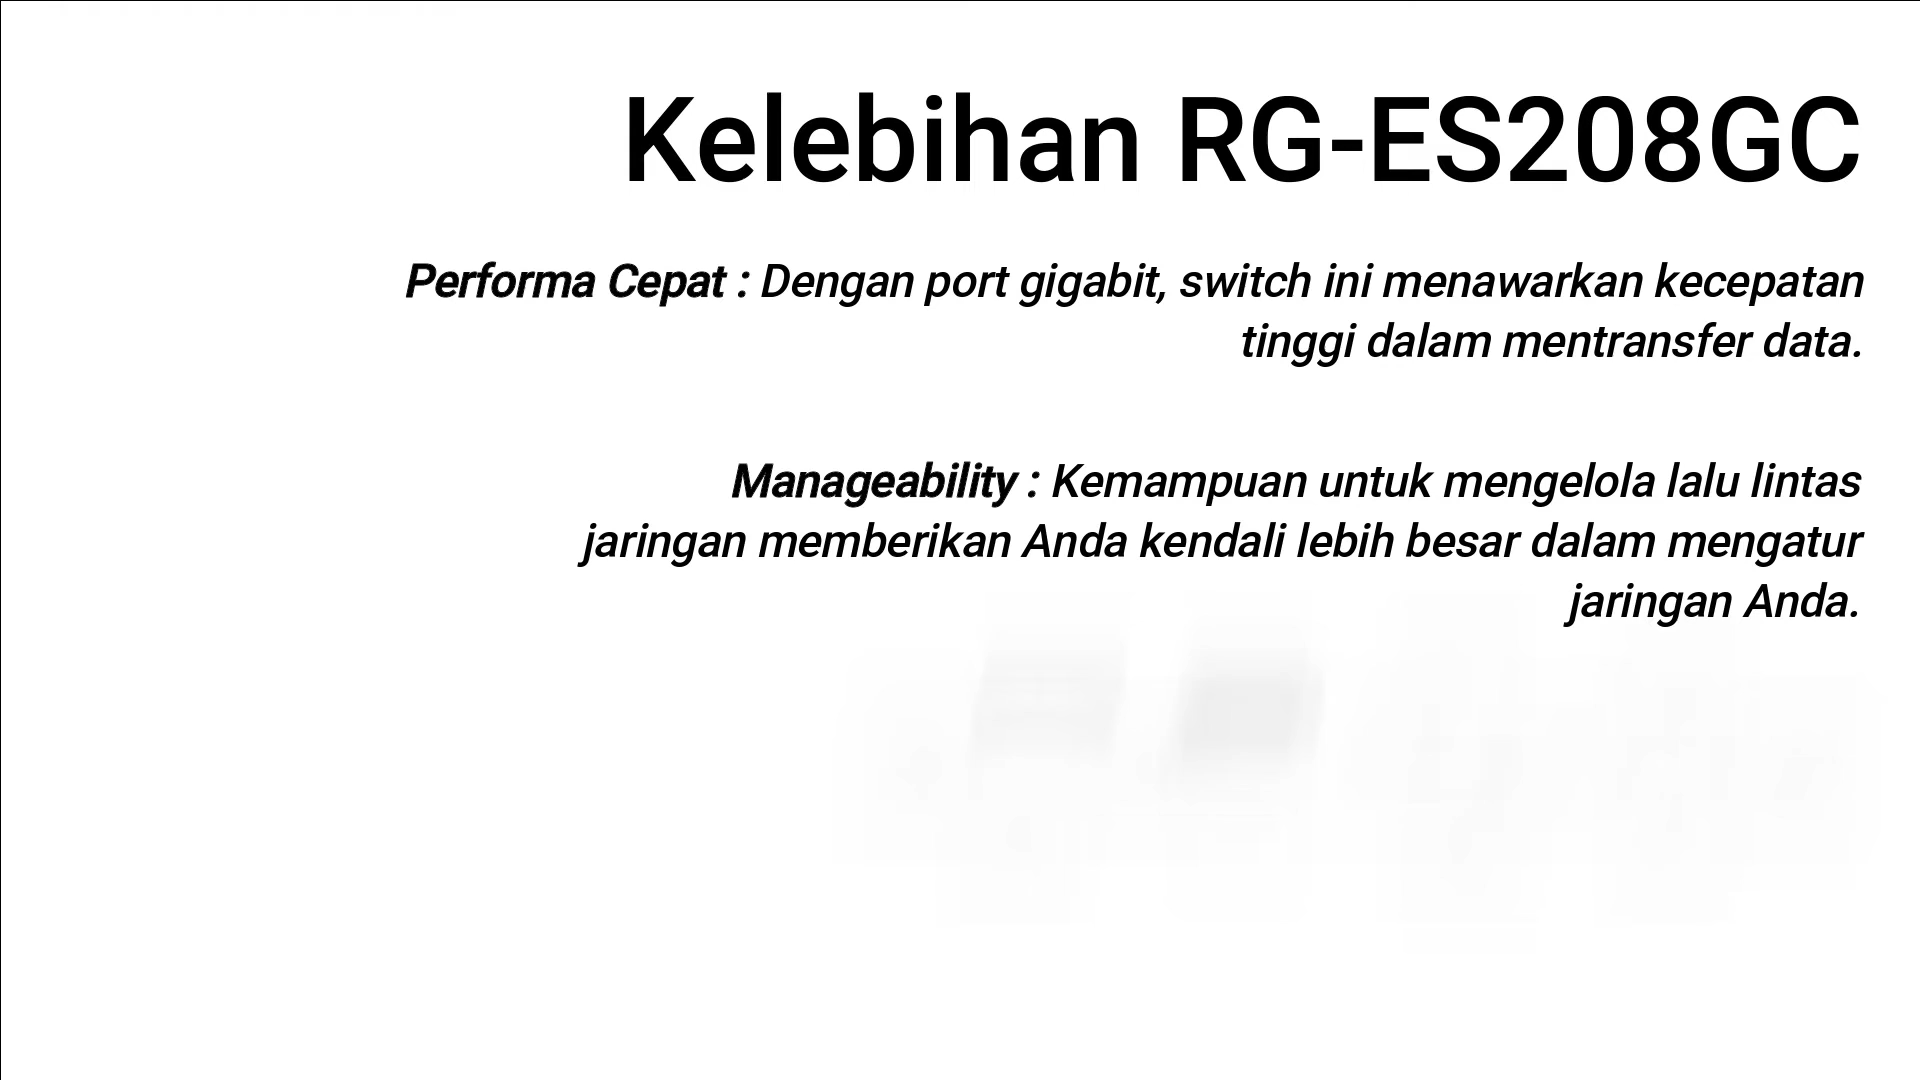 Kelebihan RG-ES208GC
Performa Cepat : Dengan port gigabit, switch ini menawarkan kecepatan
tinggi dalam mentransfer data.
Manageability : Kemampuan untuk mengelola lalu lintas
jaringan memberikan Anda kendali lebih besar dalam mengatur
jaringan Anda.